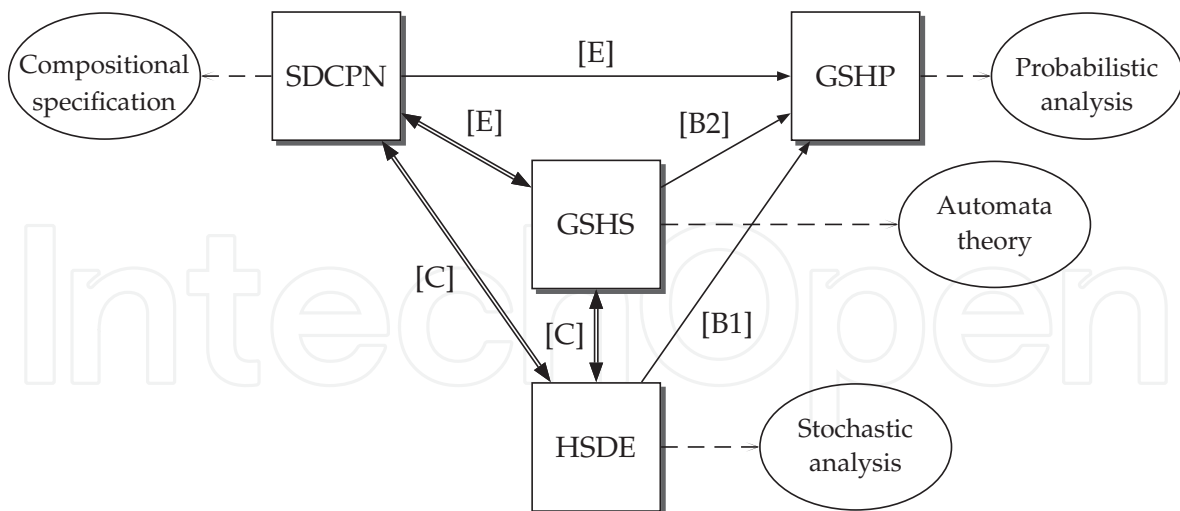 Compositional
specification
SDCPN
[E]
GSHP
Probabilistic
analysis
[E]
[B2]
GSHS
Automata
theory
[C]
[C]
[B1]
HSDE
Stochastic
analysis
IntechOpen